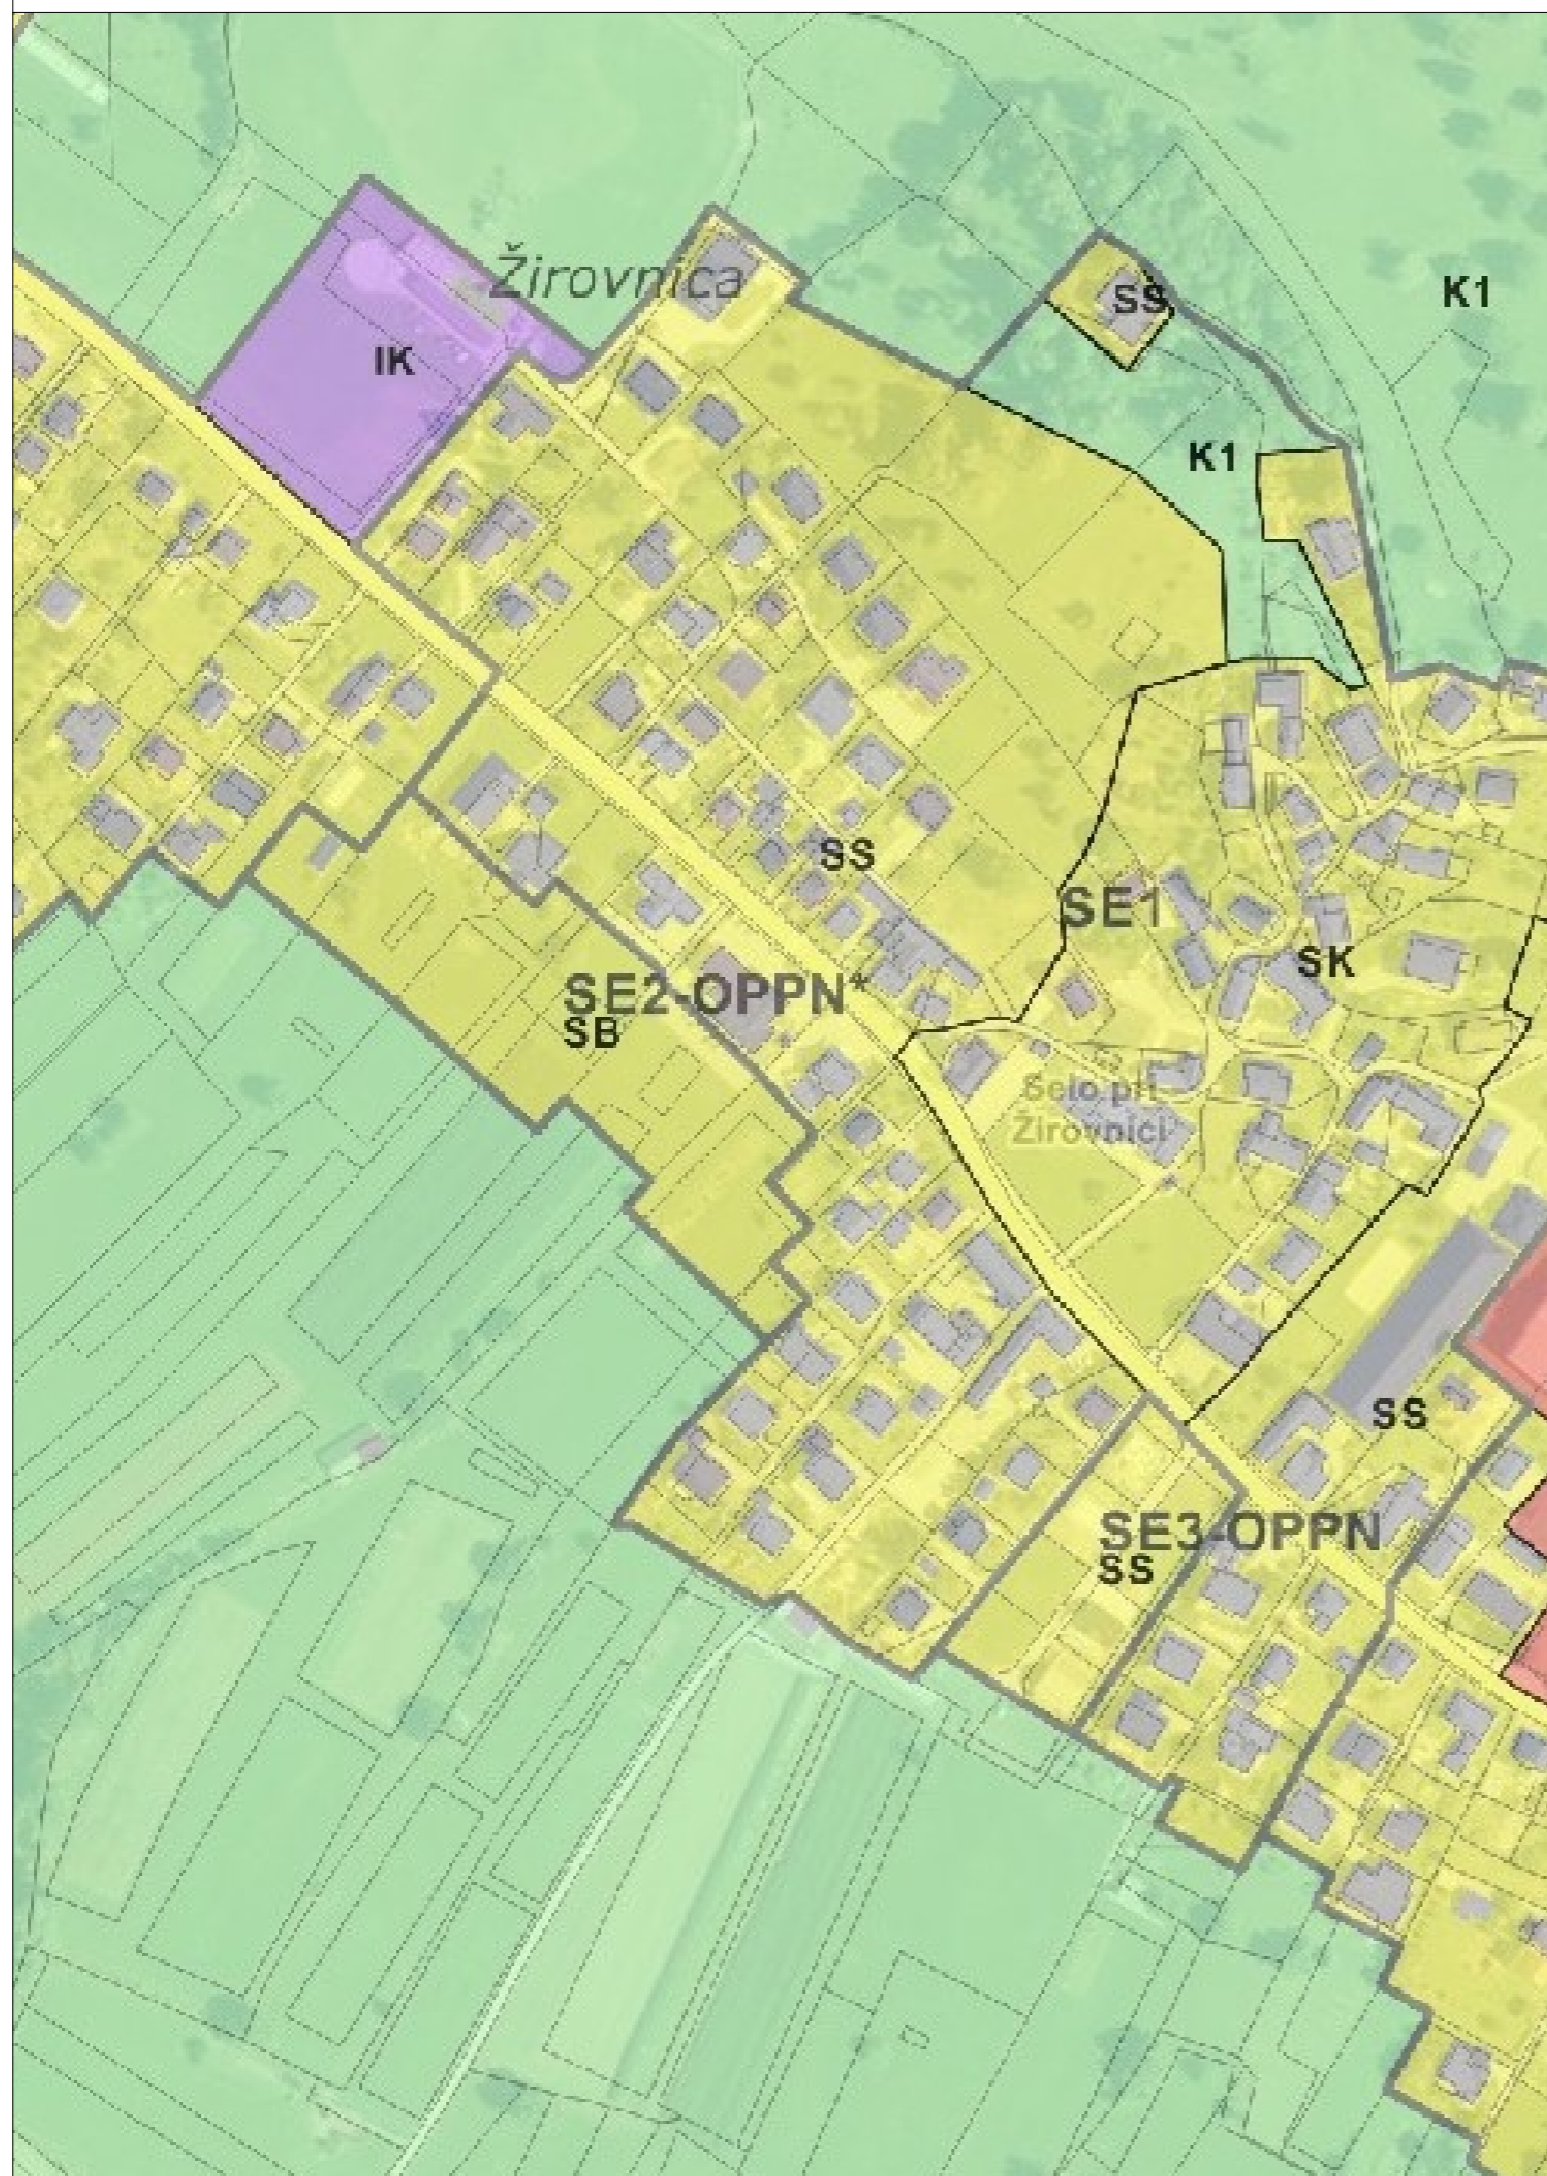 Žirovnica
SS
K1
IK
K1
SS
SE1
SK
SE2-OPPN*
SB
Selo pri
Žirovnici
SS
SE3-OPPN
SS